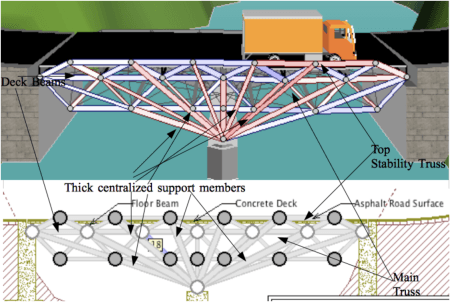 Deck Beams
Top
Stability Truss
Thick centralized support members
Floor Beam
Concrete Deck
Asphalt Road Surface
18
Main
Truss